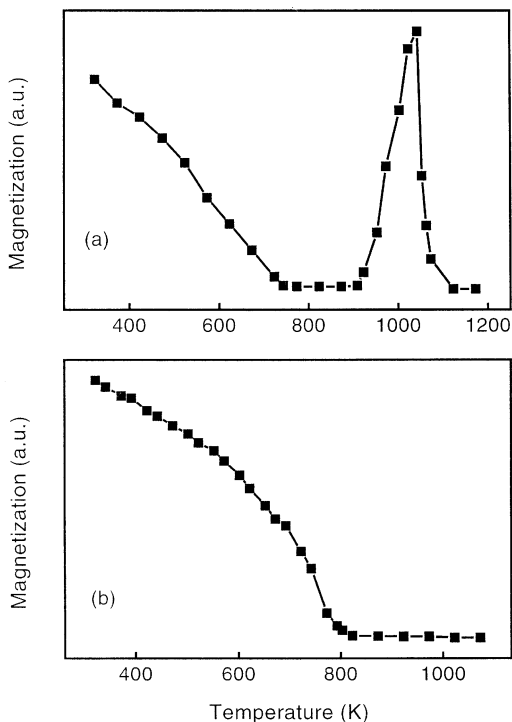 Magnetization (a.u.)
(a)
400 600 800 1000 1200
Magnetization (a.u.)
(b)
400 600 800 1000
Temperature (K)